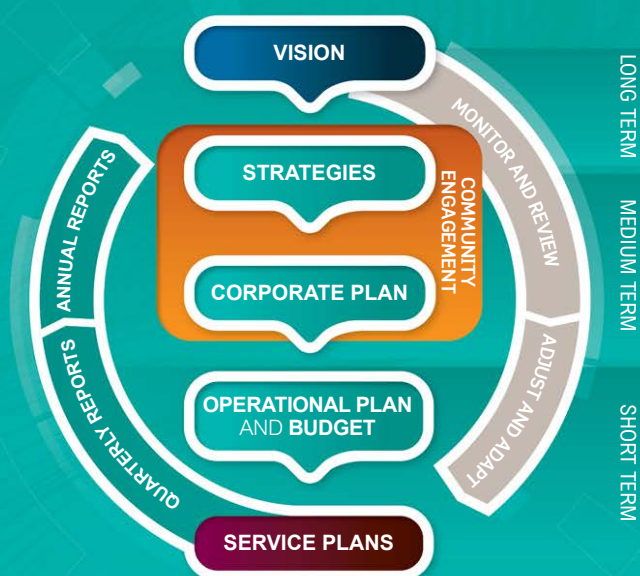 VISION
STRATEGIES
COMMUNITY
ENGAGEMENT
CORPORATE PLAN
OPERATIONAL PLAN
AND BUDGET
SERVICE PLANS
QUARTERLY REPORTS
ANNUAL REPORTS
MONITOR AND REVIEW
ADJUST AND ADAPT
LONG TERM
MEDIUM TERM
SHORT TERM